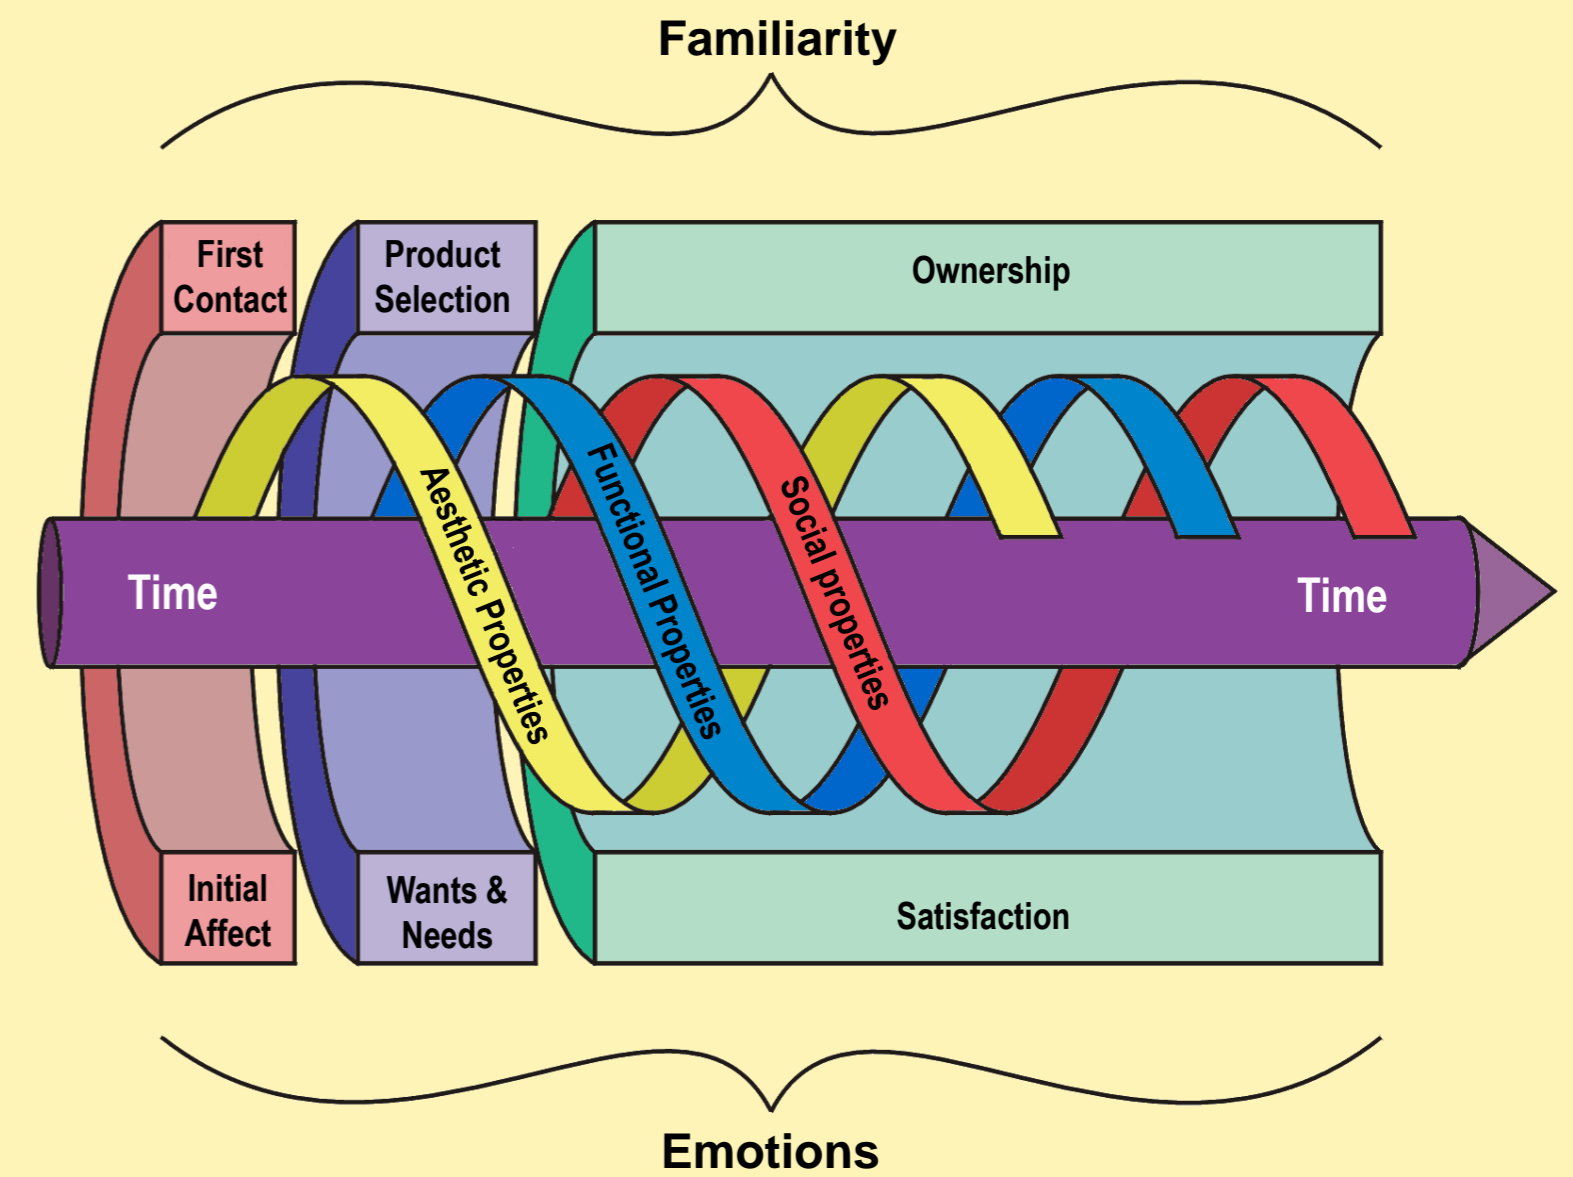 Familiarity
First
Contact
Product
Selection
Ownership
Aesthetic Properties
Functional Properties
Social properties
Time
Time
Initial
Affect
Wants &
Needs
Satisfaction
Emotions